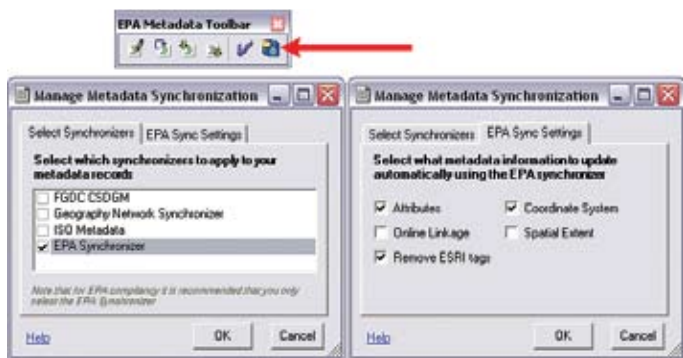 EPA Metadata Toolbar
Manage Metadata Synchronization
Select Synchronizers
EPA Sync Settings
Select which synchronizers to apply to your
metadata records
FGDC CSDGM
Geography Network Synchronizer
ISO Metadata
EPA Synchronizer
Note that for EPA compliancy it is recommended that you only
select the EPA Synchronizer
Help
OK
Cancel
Manage Metadata Synchronization
Select Synchronizers
EPA Sync Settings
Select what metadata information to update
automatically using the EPA synchronizer
Attributes
Coordinate System
Online Linkage
Spatial Extent
Remove ESRI tags
Help
OK
Cancel